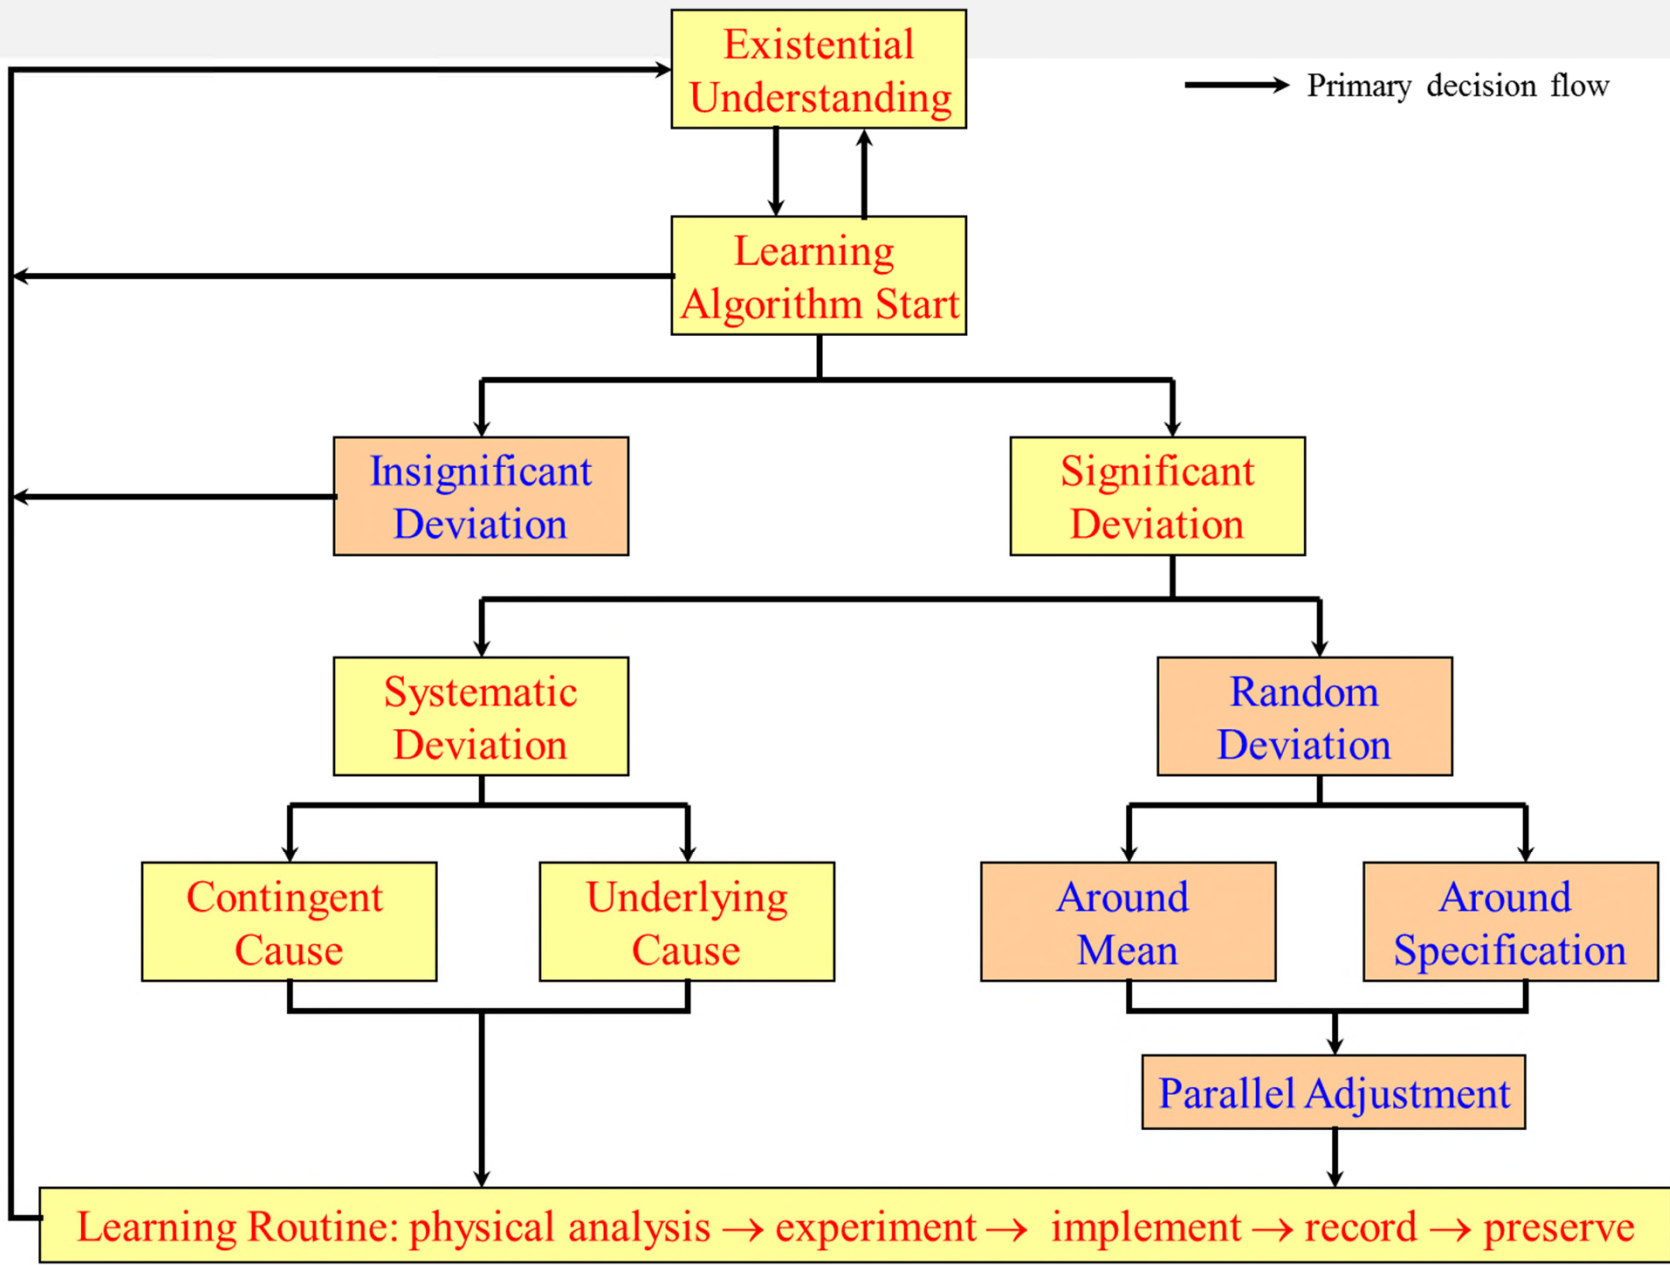 Existential
Understanding
Primary decision flow
Learning
Algorithm Start
Insignificant
Deviation
Significant
Deviation
Systematic
Deviation
Random
Deviation
Contingent
Cause
Underlying
Cause
Around
Mean
Around
Specification
Parallel Adjustment
Learning Routine: physical analysis → experiment → implement → record → preserve